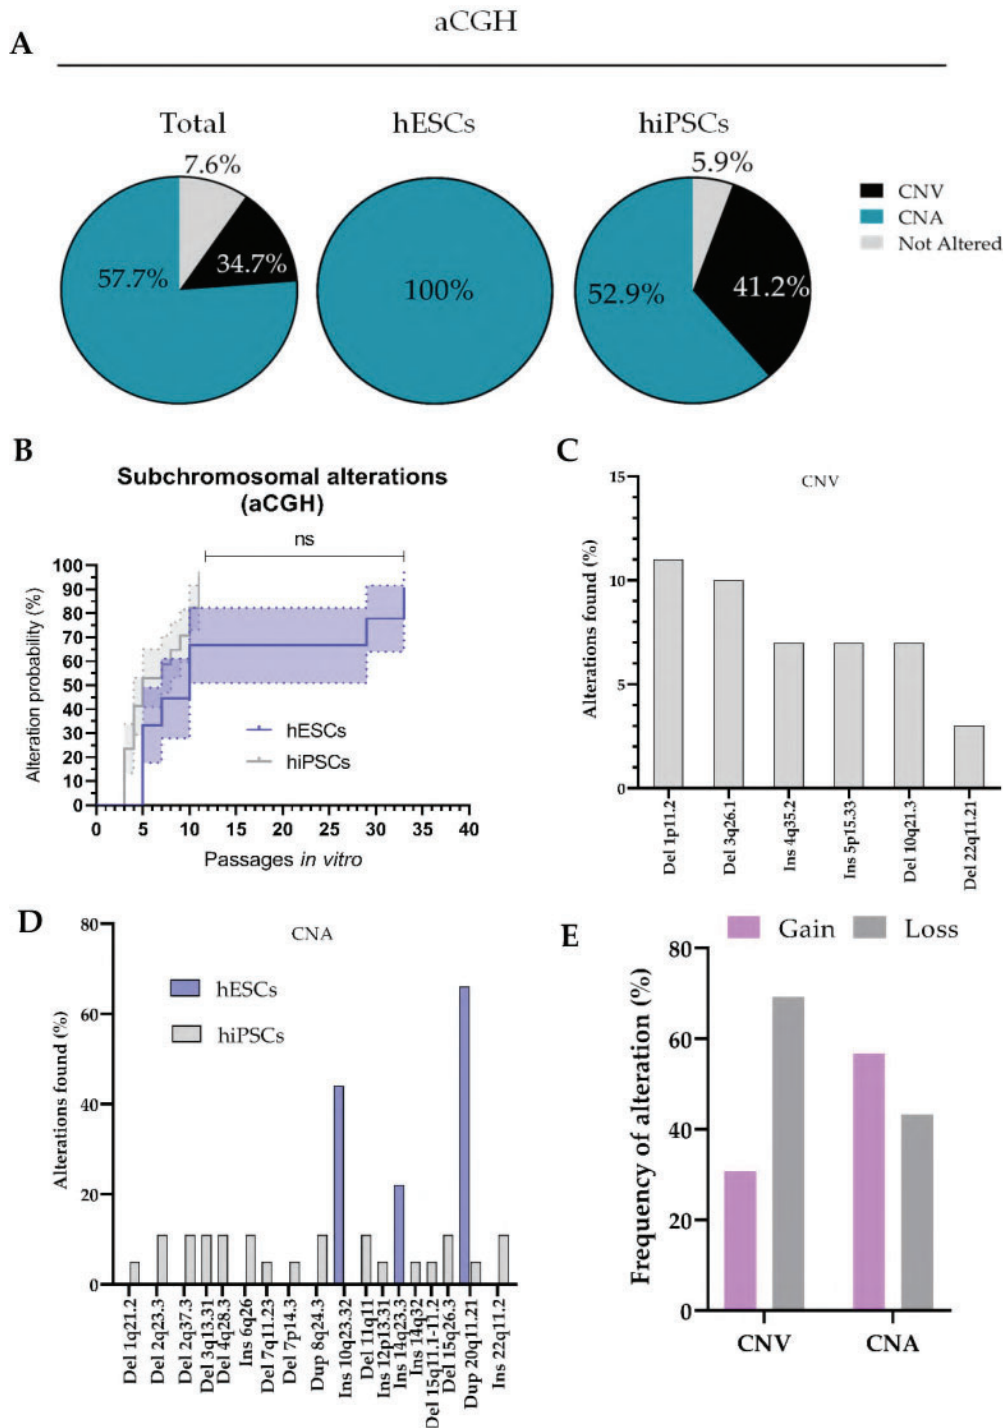 aCGH
A
Total
hESCs
hiPSCs
7.6%
5.9%
CNV
CNA
Not Altered
57.7%
34.7%
100%
52.9%
41.2%
B
Subchromosomal alterations
(aCGH)
ns
100
90
80
70
60
50
40
30
20
10
0
Alteration probability (%)
hESCs
hiPSCs
0 5 10 15 20 25 30 35 40
Passages in vitro
C
CNV
15
10
5
0
Alterations found (%)
Del 1p11.2
Del 3q26.1
Ins 4q35.2
Ins 5p15.33
Del 10q21.3
Del 22q11.21
D
CNA
80
60
40
20
0
Alterations found (%)
hESCs
hiPSCs
Del 1q21.2
Del 2q23.3
Del 2q37.3
Del 3q13.31
Del 4q28.3
Ins 6q26
Del 7q11.23
Del 7p14.3
Dup 8q24.3
Ins 10q23.32
Del 11q11
Ins 12p13.31
Ins 14q23.3
Ins 14q32
Del 15q11.1-11.2
Del 15q26.3
Dup 20q11.21
Ins 22q11.2
E
Gain Loss
80
60
40
20
0
Frequency of alteration (%)
CNV CNA